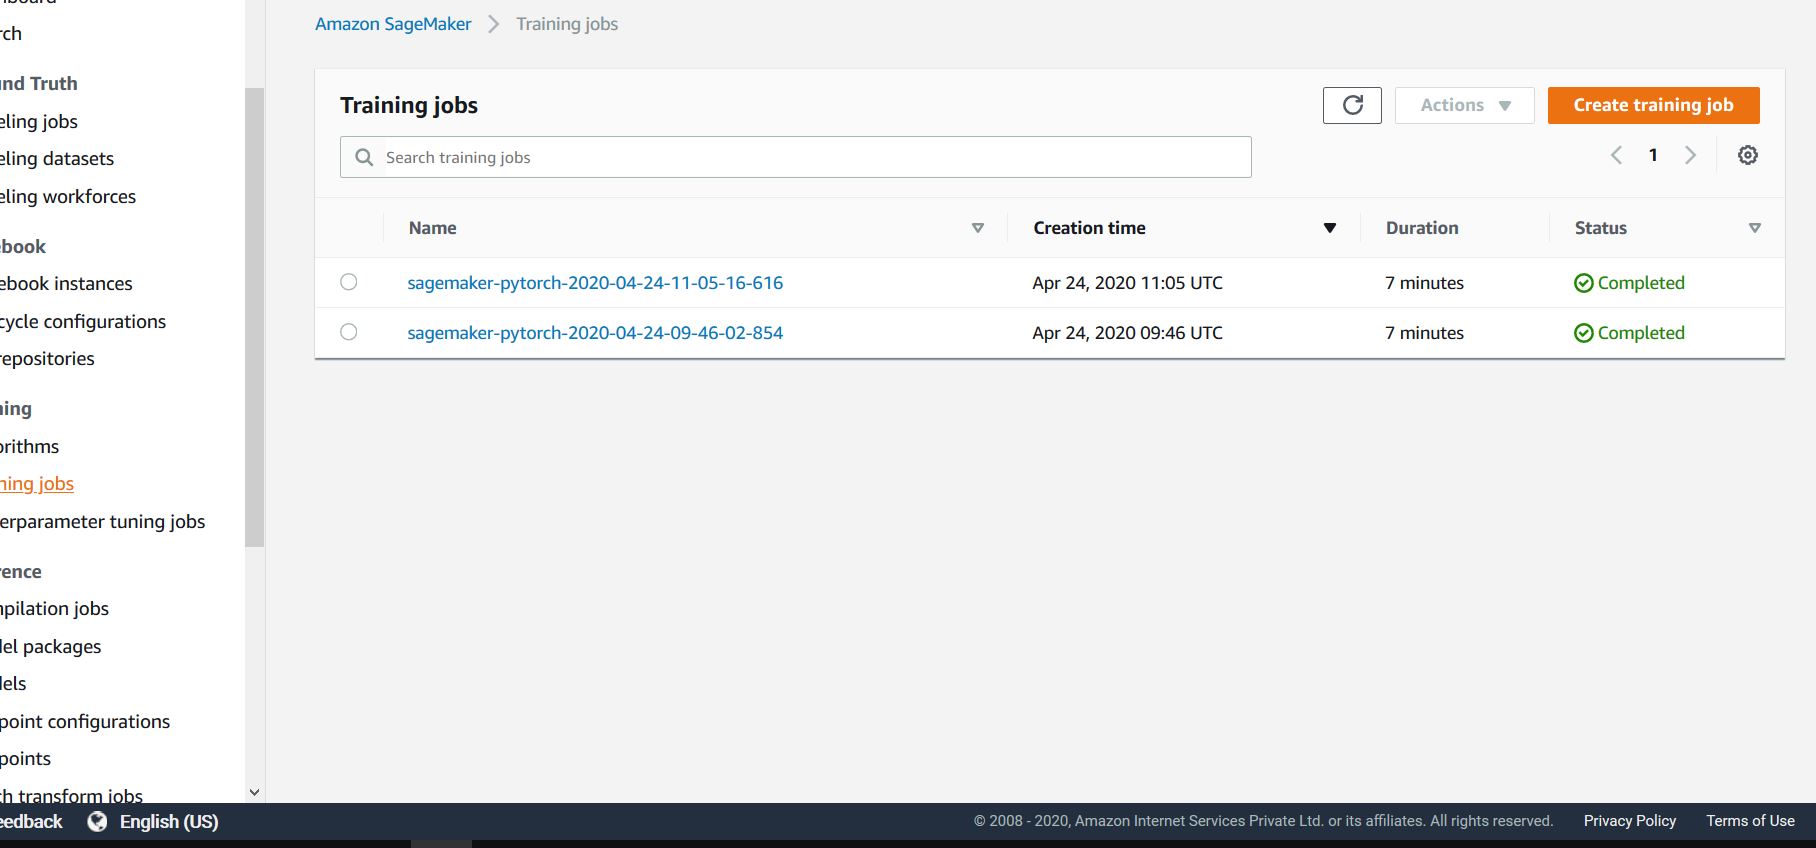 rch
Amazon SageMaker > Training jobs
und Truth
eling jobs
eling datasets
eling workforces
ebook
ebook instances
cycle configurations
repositories
ning
orithms
ning jobs
erparameter tuning jobs
rence
npilation jobs
del packages
dels
point configurations
points
ch transform jobs
Training jobs
Actions
Create training job
Search training jobs
1
Name Creation time Duration Status
sagemaker-pytorch-2020-04-24-11-05-16-616 Apr 24, 2020 11:05 UTC 7 minutes Completed
sagemaker-pytorch-2020-04-24-09-46-02-854 Apr 24, 2020 09:46 UTC 7 minutes Completed
eedback English (US) © 2008 - 2020, Amazon Internet Services Private Ltd. or its affiliates. All rights reserved. Privacy Policy Terms of Use